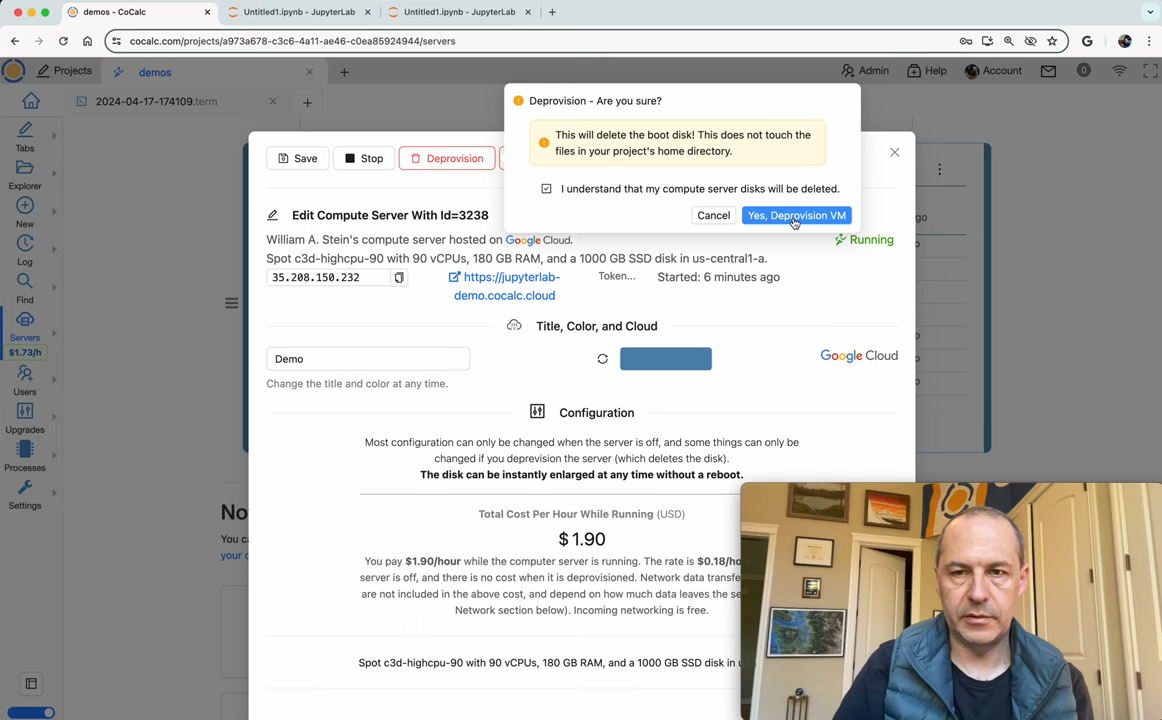 demos - CoCalc
Untitled1.ipynb - JupyterLab
Untitled1.ipynb - JupyterLab
cocalc.com/projects/a973a678-c3c6-4a11-ae46-c0ea85924944/servers
Projects
demos
Admin
Help
Account
0
2024-04-17-174109.term
Tabs
Explorer
New
Log
Find
Servers
$1.73/h
Users
Upgrades
Processes
Settings
Deprovision - Are you sure?
This will delete the boot disk! This does not touch the
files in your project's home directory.
I understand that my compute server disks will be deleted.
Cancel
Yes, Deprovision VM
Save
Stop
Deprovision
Edit Compute Server With Id=3238
William A. Stein's compute server hosted on Google Cloud.
Running
Spot c3d-highcpu-90 with 90 vCPUs, 180 GB RAM, and a 1000 GB SSD disk in us-central1-a.
35.208.150.232
https://jupyterlab-
demo.cocalc.cloud
Token...
Started: 6 minutes ago
Title, Color, and Cloud
Demo
Google Cloud
Change the title and color at any time.
Configuration
Most configuration can only be changed when the server is off, and some things can only be
changed if you deprevision the server (which deletes the disk).
The disk can be instantly enlarged at any time without a reboot.
Total Cost Per Hour While Running (USD)
$1.90
You pay $1.90/hour while the computer server is running. The rate is $0.18/ho
server is off, and there is no cost when it is deprovisioned. Network data transfe
are not included in the above cost, and depend on how much data leaves the se
Network section below). Incoming networking is free.
Spot c3d-highcpu-90 with 90 vCPUs, 180 GB RAM, and a 1000 GB SSD disk in u
No
You c
your d